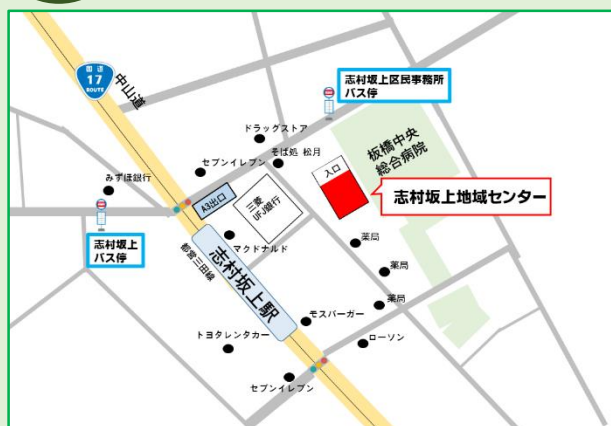 国道
17
ROUTE
中山道
志村坂上区民事務所
バス停
ドラッグストア
そば処 松月
セブンイレブン
みずほ銀行
板橋中央
総合病院
入口
志村坂上地域センター
A3出口
三菱
UFJ銀行
志村坂上
バス停
都営三田線
志村坂上駅
マクドナルド
薬局
薬局
薬局
モスバーガー
トヨタレンタカー
ローソン
セブンイレブン